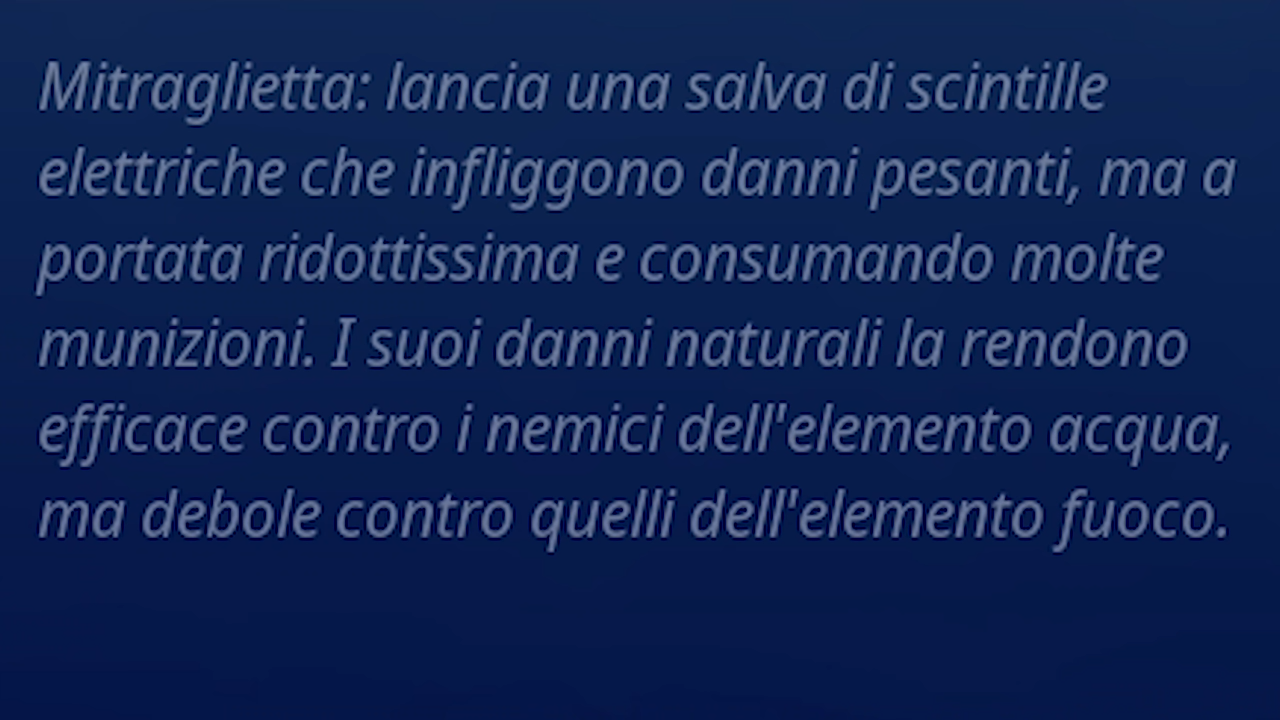 Mitraglietta: lancia una salva di scintille
elettriche che infliggono danni pesanti, ma a
portata ridottissima e consumando molte
munizioni. I suoi danni naturali la rendono
efficace contro i nemici dell'elemento acqua,
ma debole contro quelli dell'elemento fuoco.